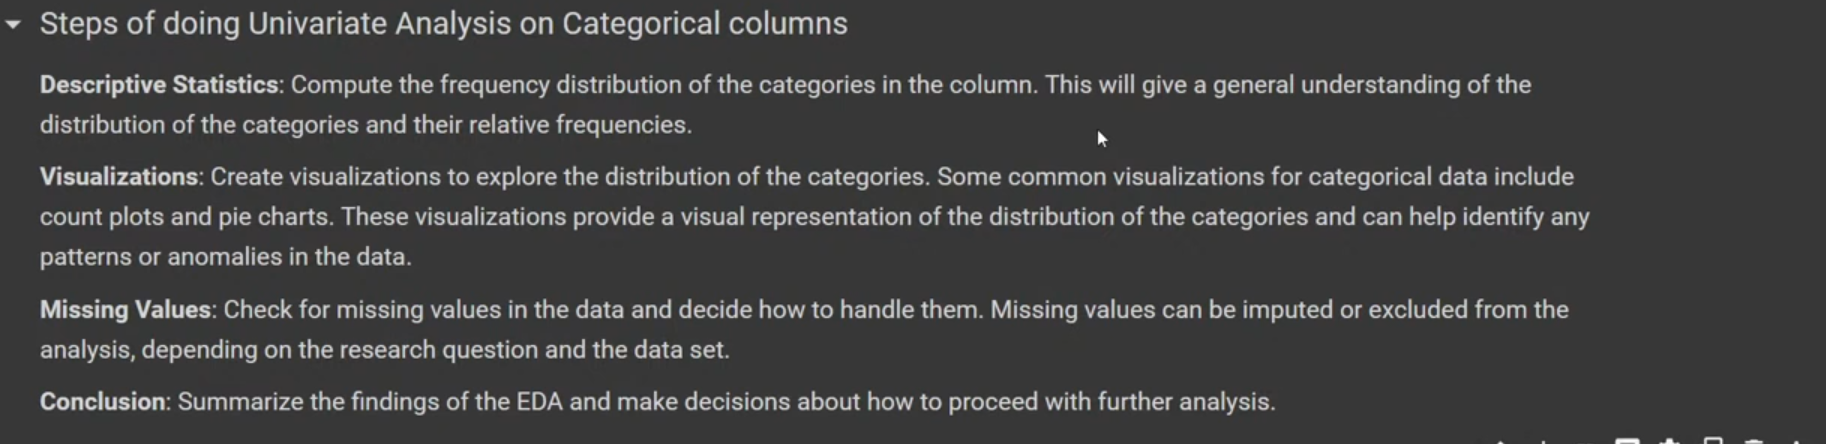 Steps of doing Univariate Analysis on Categorical columns
Descriptive Statistics: Compute the frequency distribution of the categories in the column. This will give a general understanding of the
distribution of the categories and their relative frequencies.
Visualizations: Create visualizations to explore the distribution of the categories. Some common visualizations for categorical data include
count plots and pie charts. These visualizations provide a visual representation of the distribution of the categories and can help identify any
patterns or anomalies in the data.
Missing Values: Check for missing values in the data and decide how to handle them. Missing values can be imputed or excluded from the
analysis, depending on the research question and the data set.
Conclusion: Summarize the findings of the EDA and make decisions about how to proceed with further analysis.